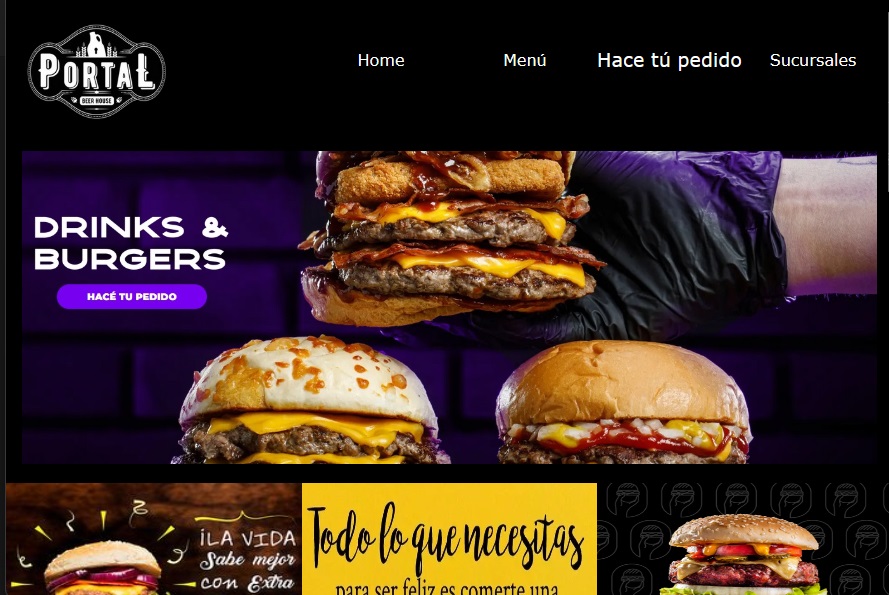 PORTAL
BEER HOUSE
Home
Menú
Hace tú pedido
Sucursales
DRINKS &
BURGERS
HACÉ TU PEDIDO
¡LA VIDA
Sabe mejor
con Extra
Todo lo que necesitas
para ser feliz es comerte una